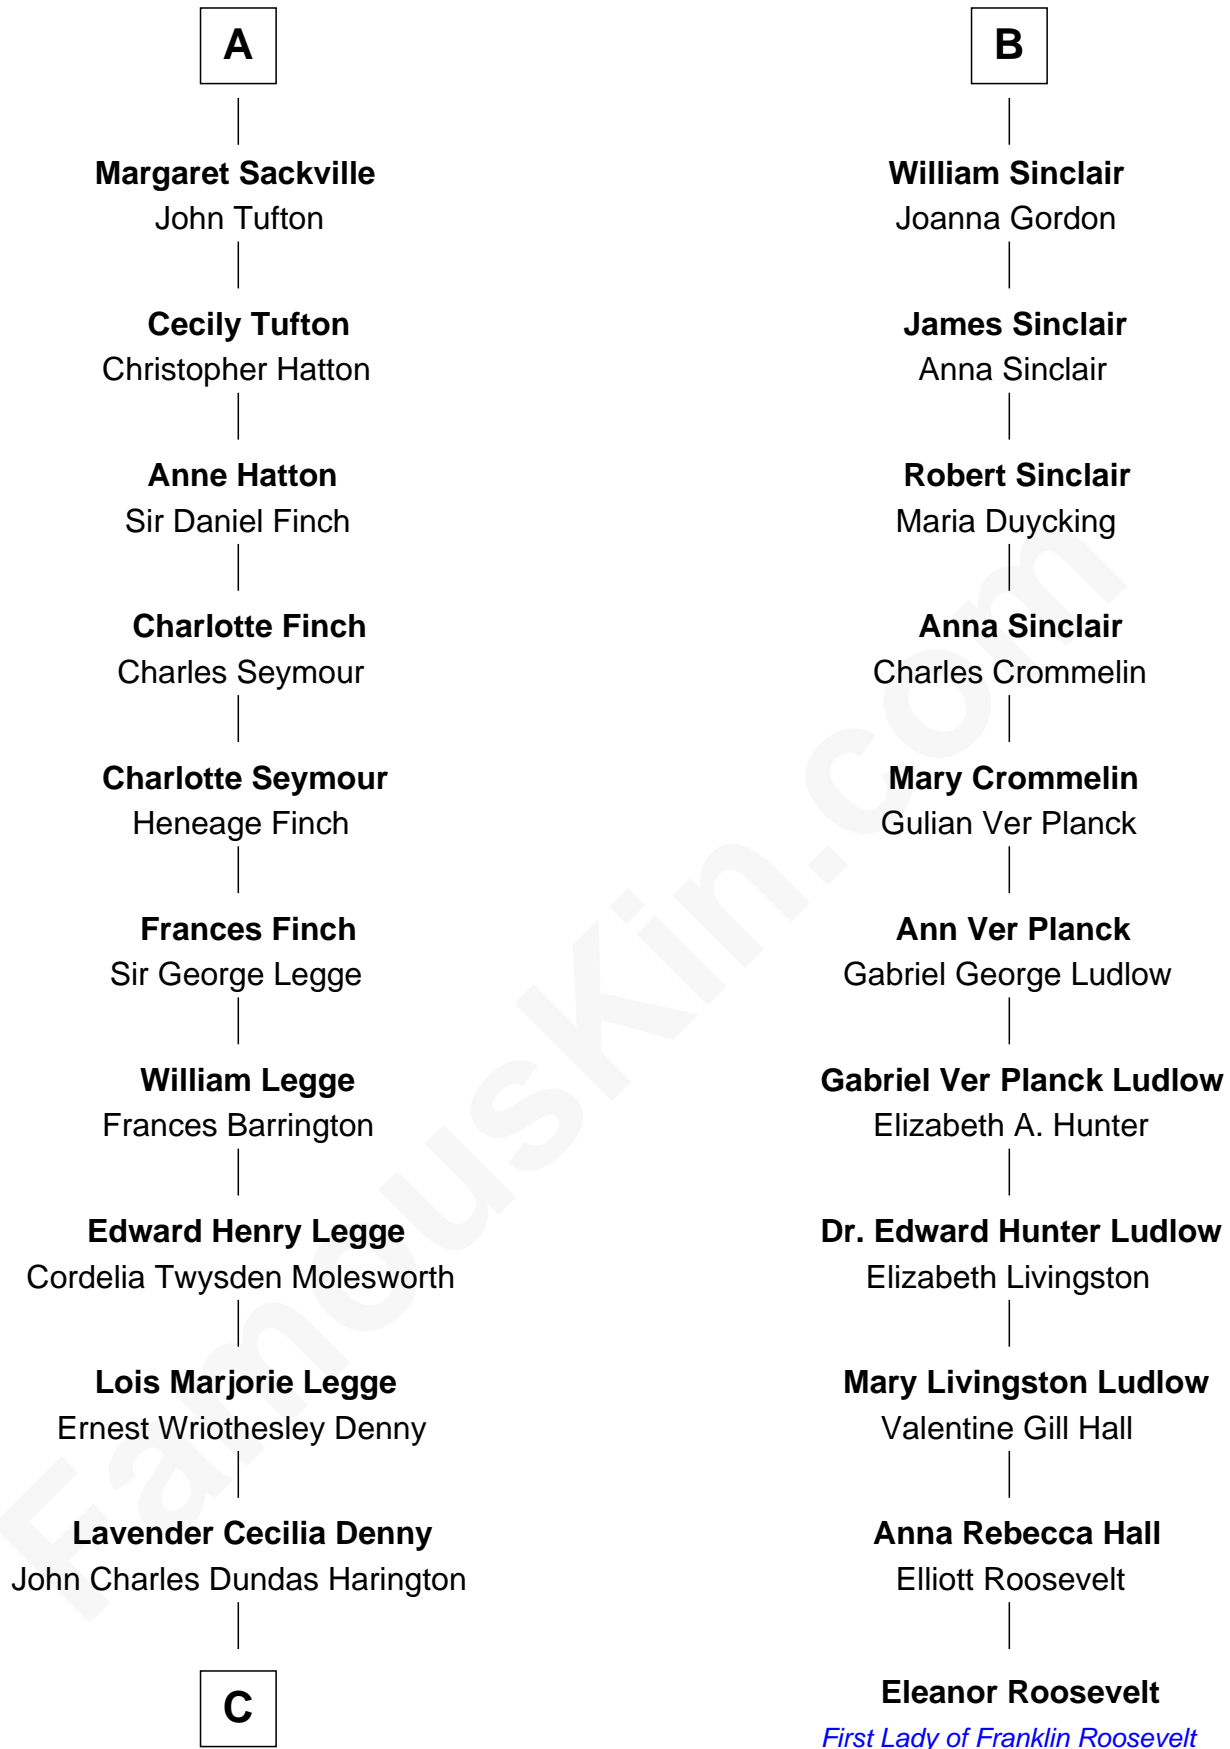 A
Margaret Sackville
John Tufton
Cecily Tufton
Christopher Hatton
Anne Hatton
Sir Daniel Finch
Charlotte Finch
Charles Seymour
Charlotte Seymour
Heneage Finch
Frances Finch
Sir George Legge
William Legge
Frances Barrington
Edward Henry Legge
Cordelia Twysden Molesworth
Lois Marjorie Legge
Ernest Wriothesley Denny
Lavender Cecilia Denny
John Charles Dundas Harington
C
B
William Sinclair
Joanna Gordon
James Sinclair
Anna Sinclair
Robert Sinclair
Maria Duycking
Anna Sinclair
Charles Crommelin
Mary Crommelin
Gulian Ver Planck
Ann Ver Planck
Gabriel George Ludlow
Gabriel Ver Planck Ludlow
Elizabeth A. Hunter
Dr. Edward Hunter Ludlow
Elizabeth Livingston
Mary Livingston Ludlow
Valentine Gill Hall
Anna Rebecca Hall
Elliott Roosevelt
Eleanor Roosevelt
First Lady of Franklin Roosevelt
FamousKin.com